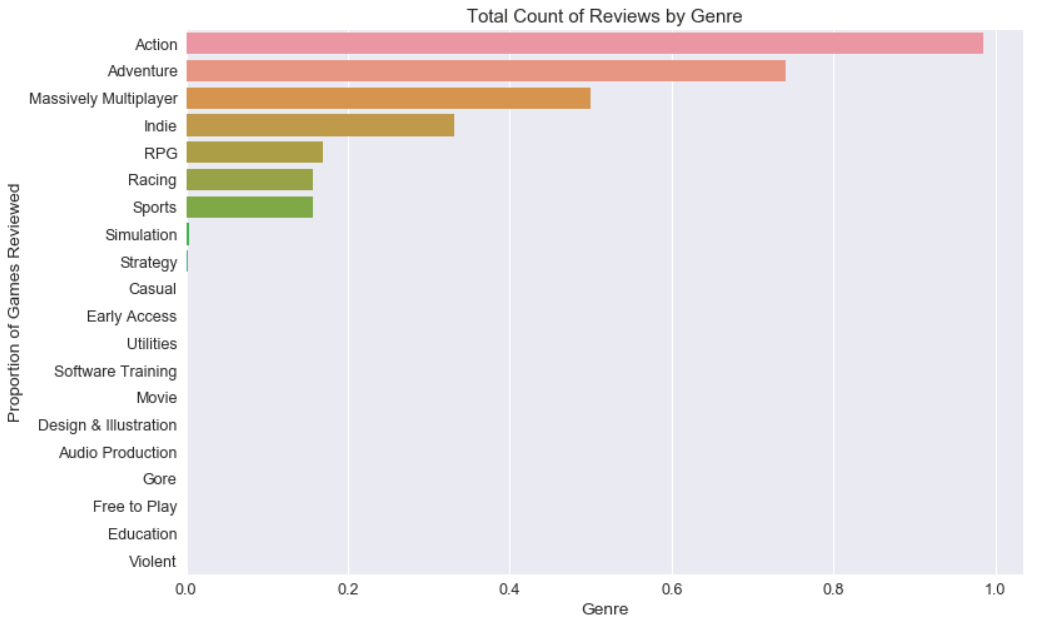 Total Count of Reviews by Genre
Proportion of Games Reviewed
Action
Adventure
Massively Multiplayer
Indie
RPG
Racing
Sports
Simulation
Strategy
Casual
Early Access
Utilities
Software Training
Movie
Design & Illustration
Audio Production
Gore
Free to Play
Education
Violent
0.0 0.2 0.4 0.6 0.8 1.0
Genre